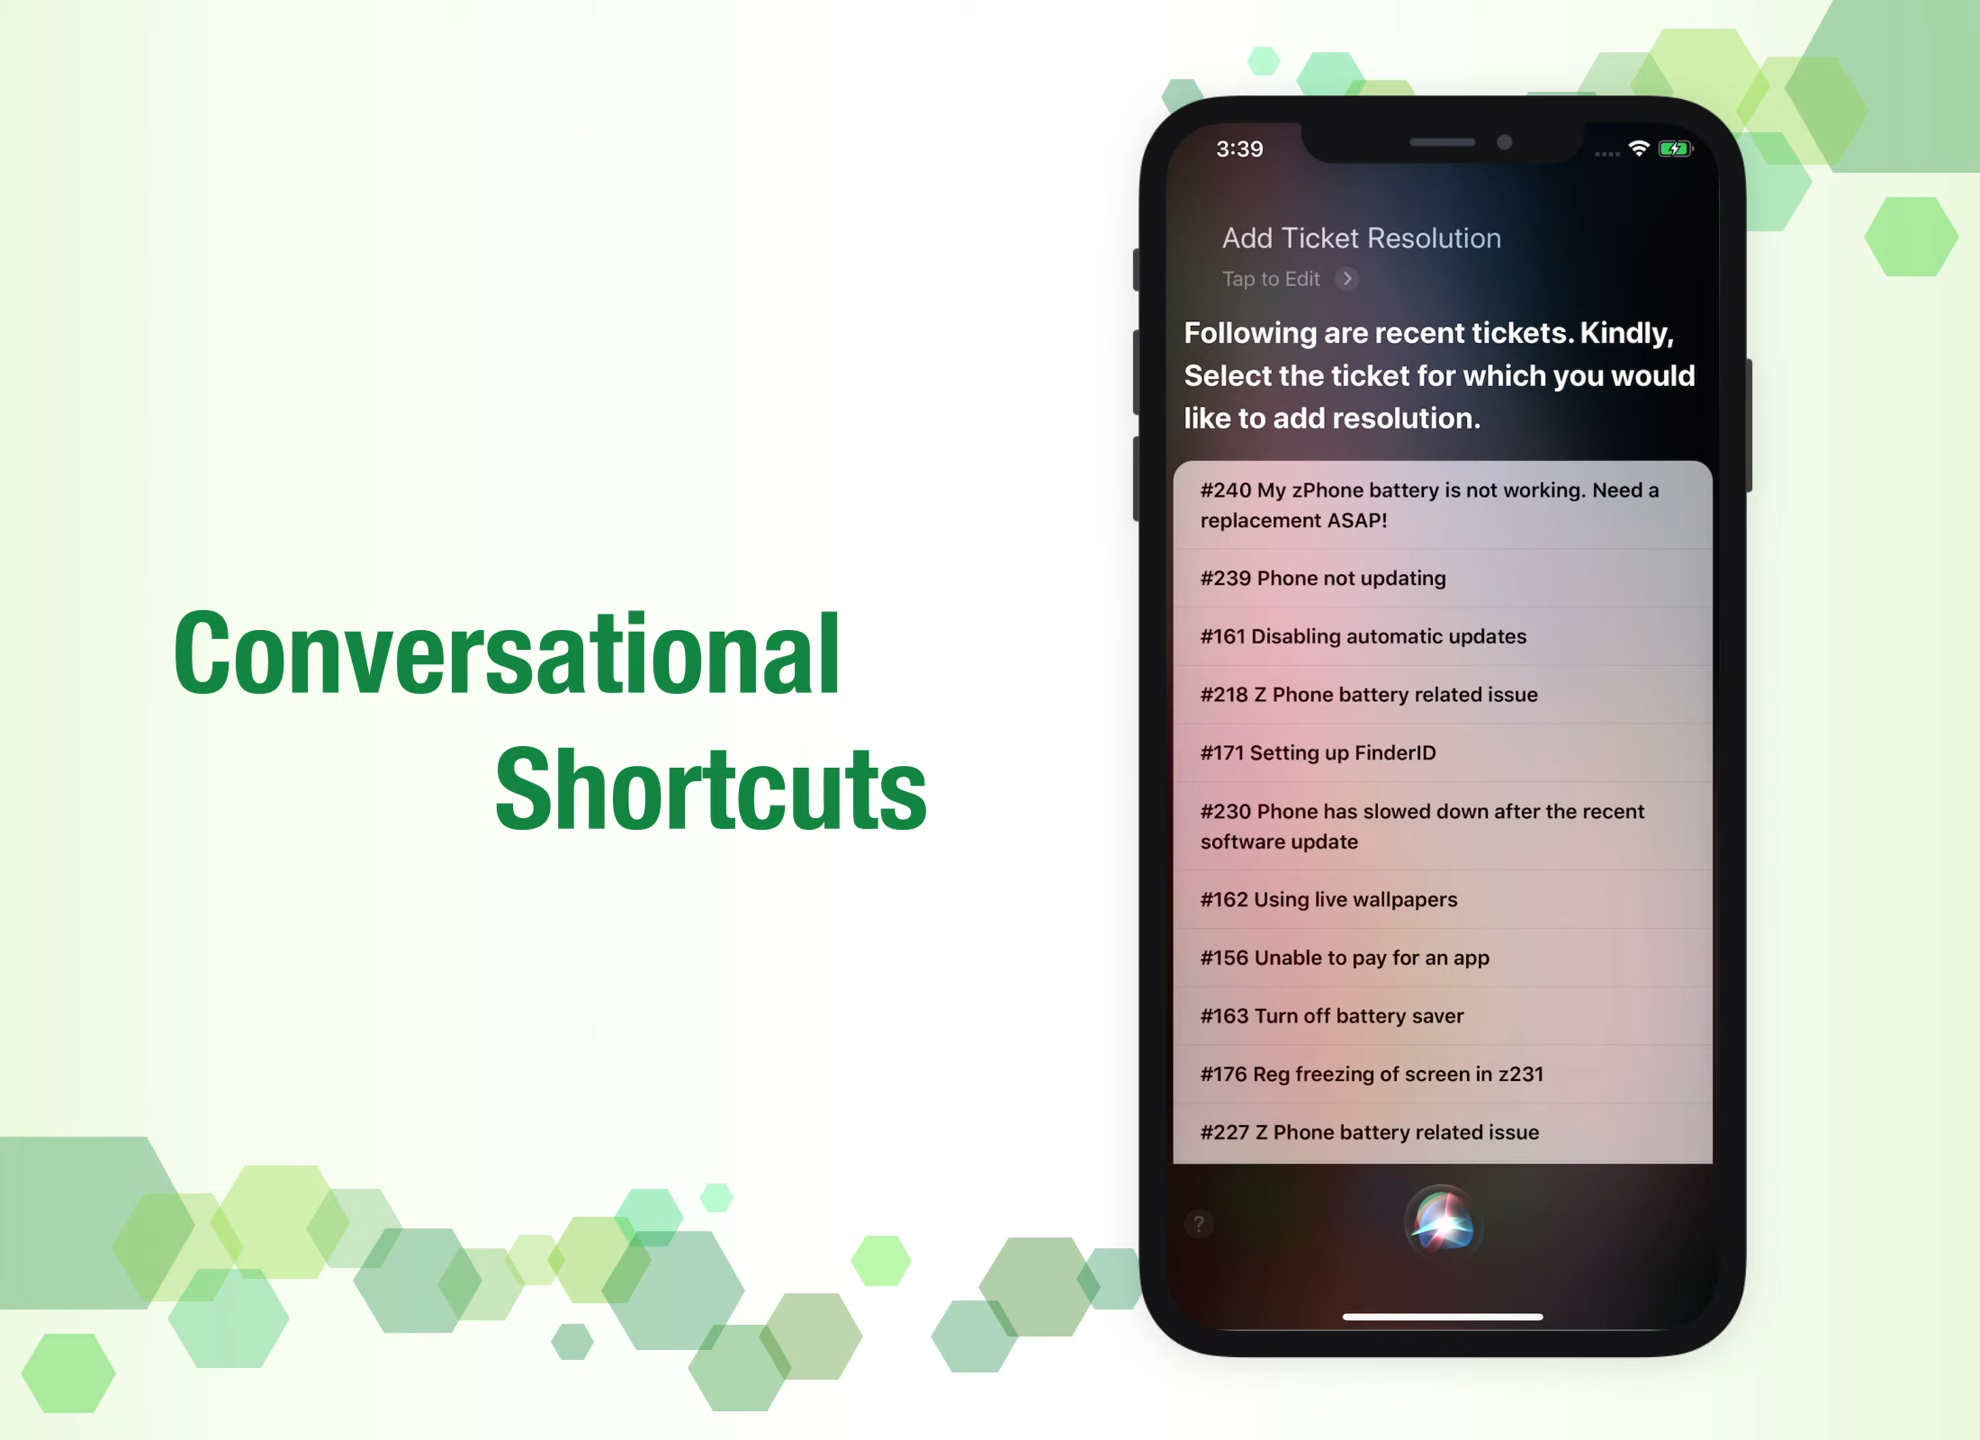 Conversational
Shortcuts
3:39
Add Ticket Resolution
Tap to Edit
Following are recent tickets. Kindly,
Select the ticket for which you would
like to add resolution.
#240 My zPhone battery is not working. Need a
replacement ASAP!
#239 Phone not updating
#161 Disabling automatic updates
#218 Z Phone battery related issue
#171 Setting up FinderID
#230 Phone has slowed down after the recent
software update
#162 Using live wallpapers
#156 Unable to pay for an app
#163 Turn off battery saver
#176 Reg freezing of screen in z231
#227 Z Phone battery related issue
?